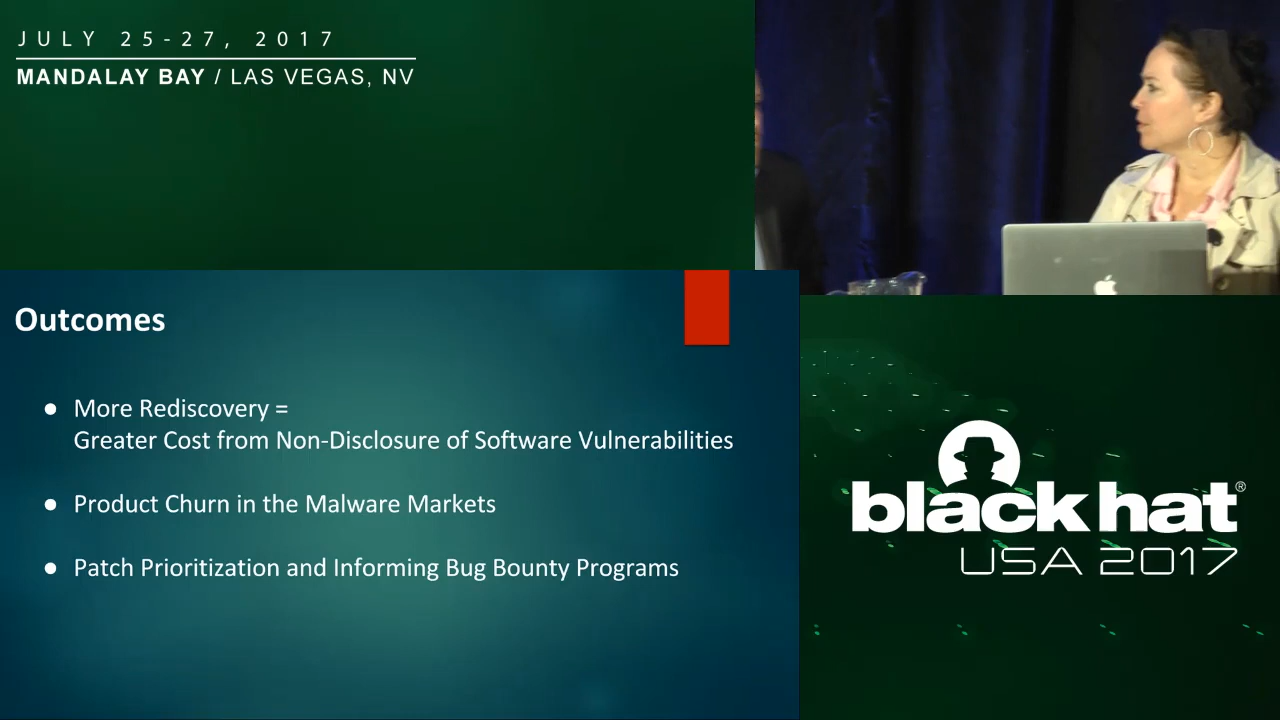 JULY 25-27, 2017
MANDALAY BAY / LAS VEGAS, NV
Outcomes
● More Rediscovery =
Greater Cost from Non-Disclosure of Software Vulnerabilities
● Product Churn in the Malware Markets
● Patch Prioritization and Informing Bug Bounty Programs
black hat®
USA 2017